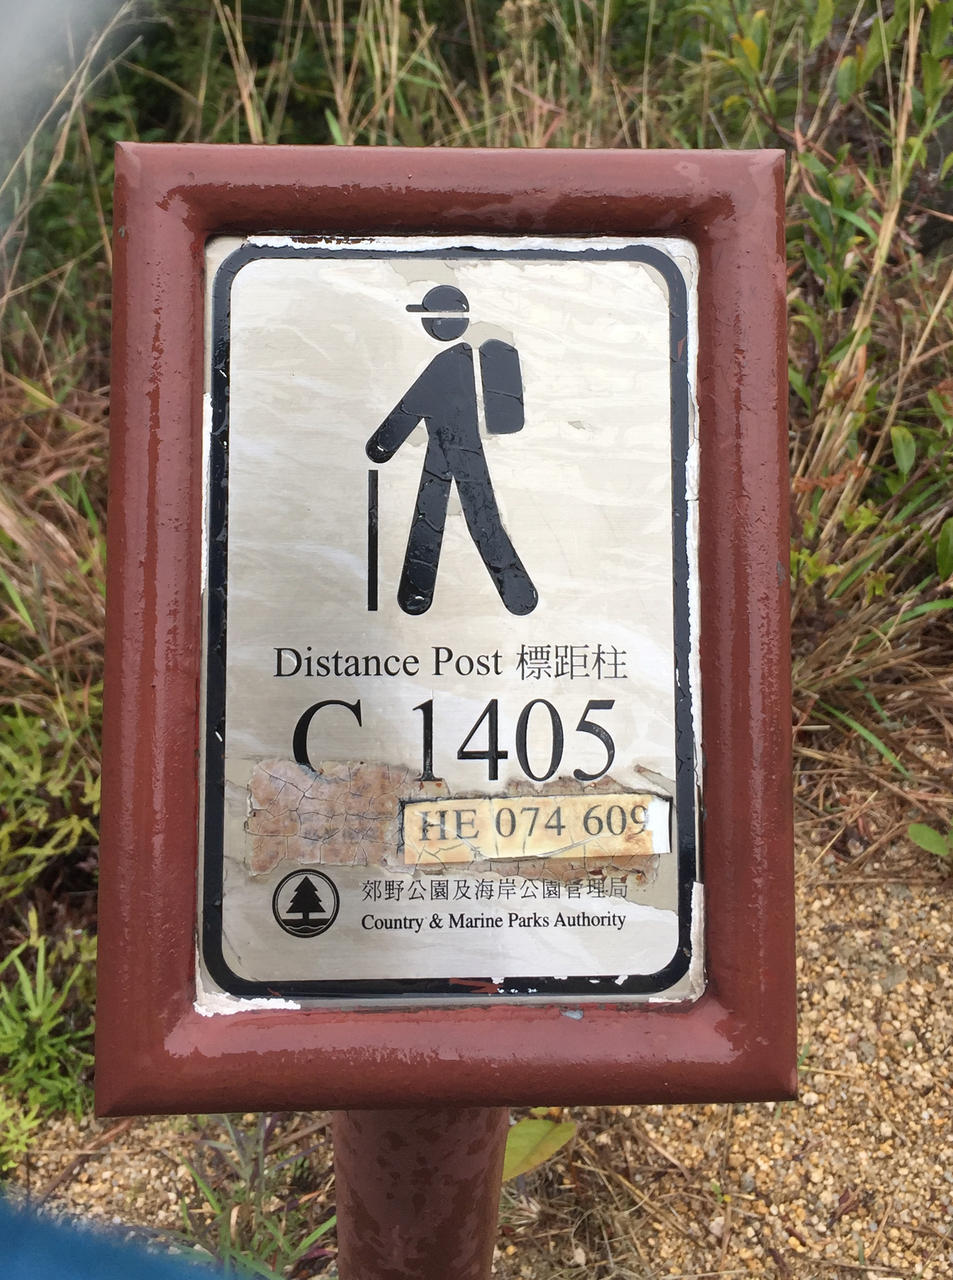 Distance Post 標距柱
C 1405
HE 074 609
郊野公園及海岸公園管理局
Country & Marine Parks Authority